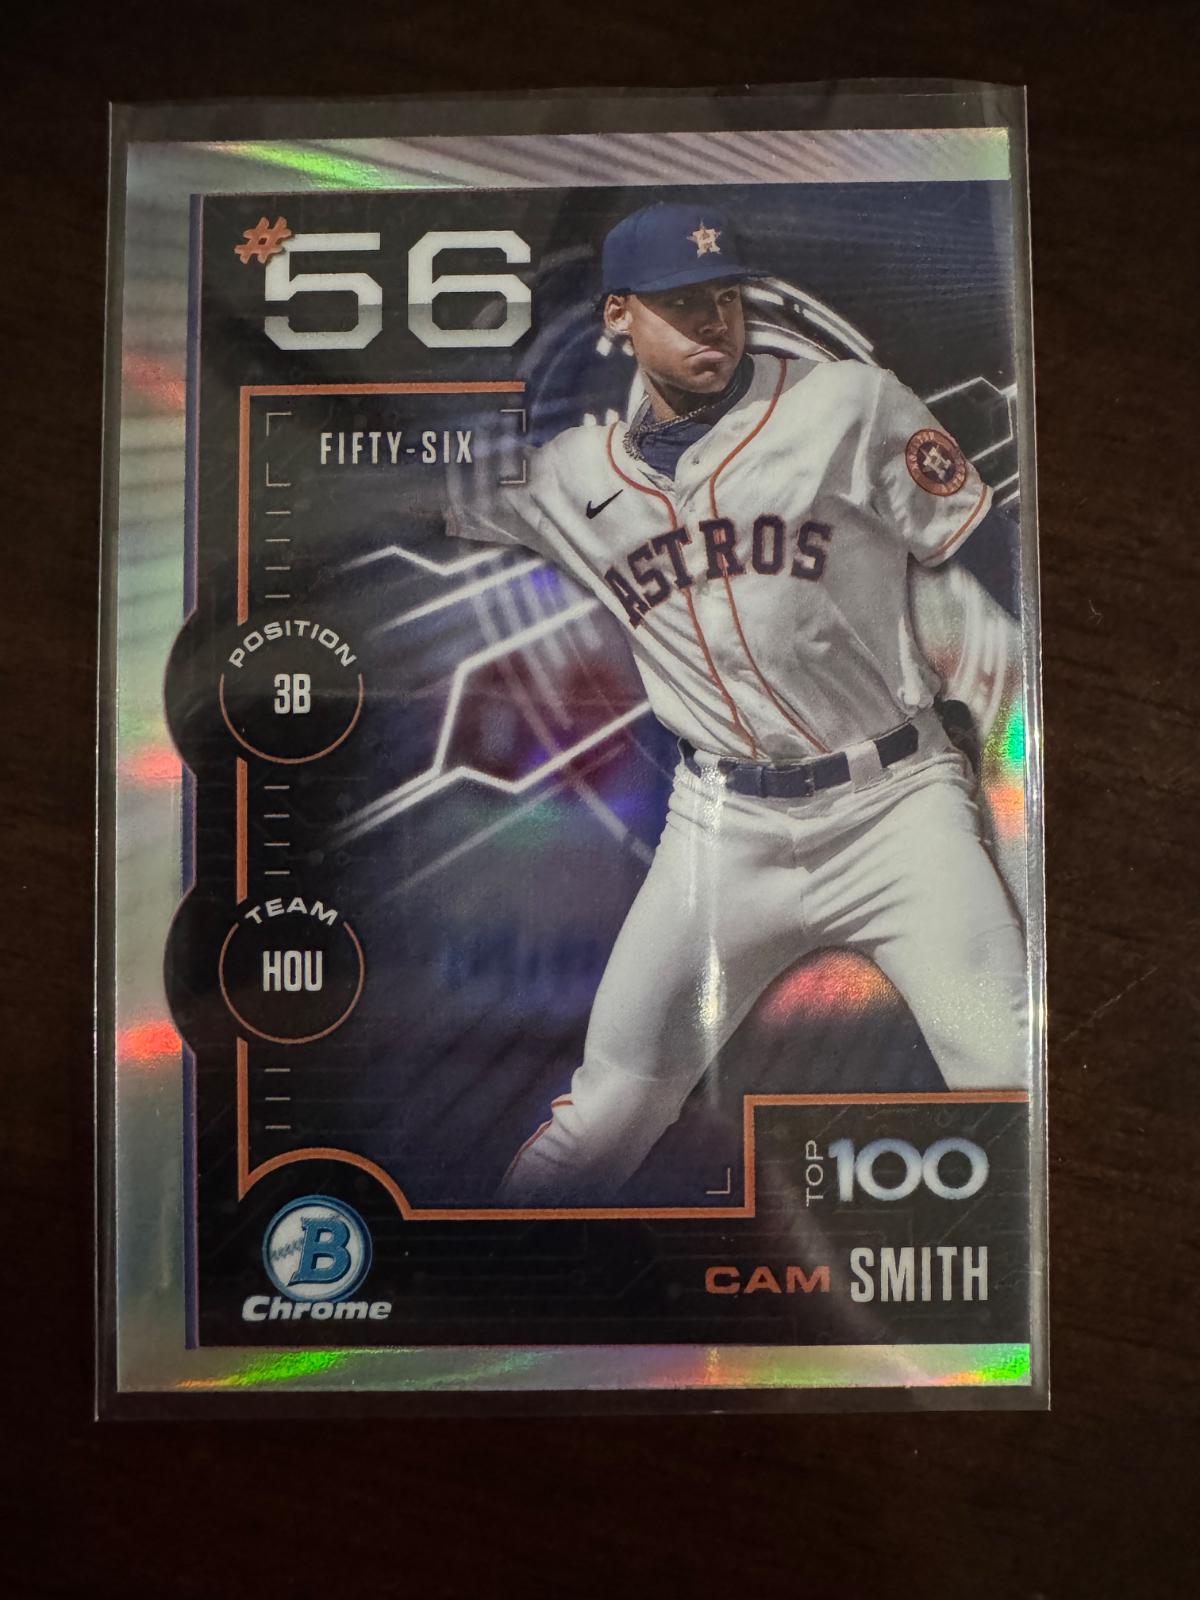 #56
FIFTY-SIX
ASTROS
POSITION
3B
TEAM
HOU
TOP 100
B
Chrome
CAM SMITH